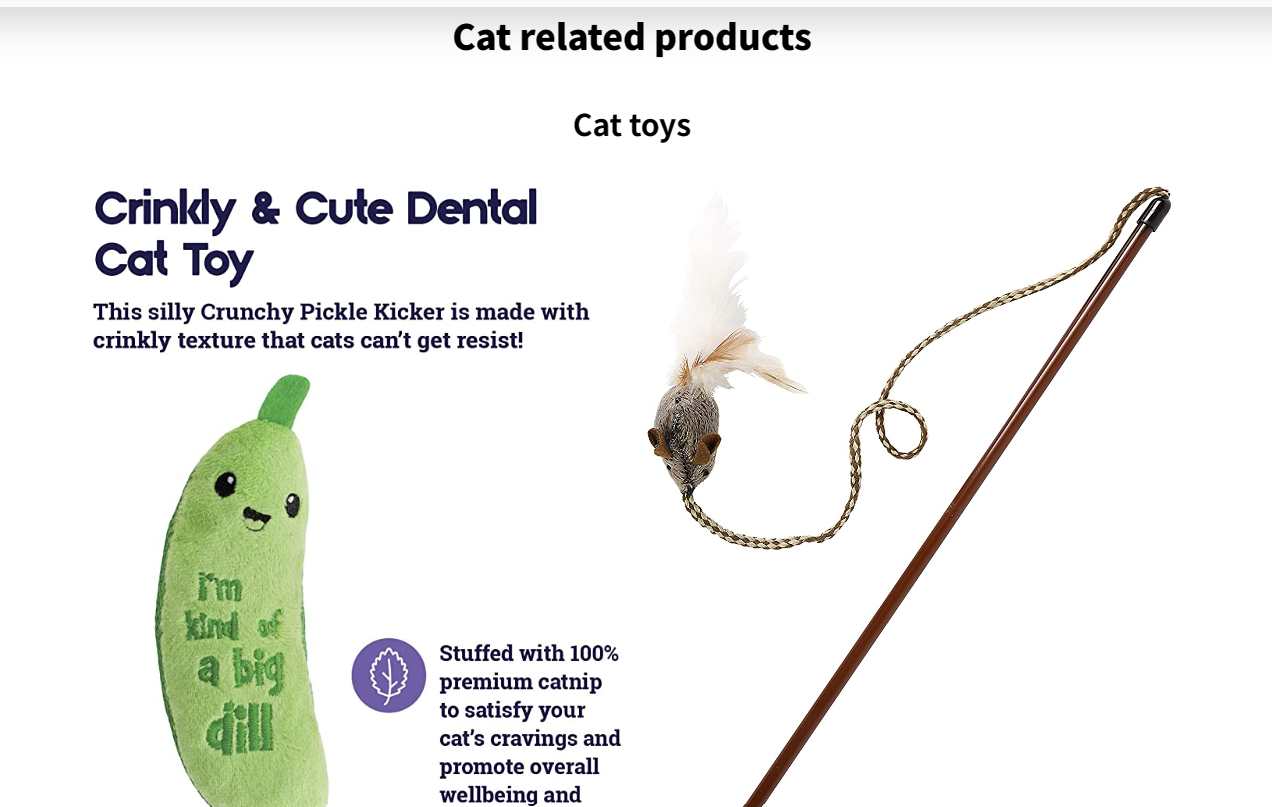 Cat related products
Cat toys
Crinkly & Cute Dental
Cat Toy
This silly Crunchy Pickle Kicker is made with
crinkly texture that cats can’t get resist!
i'm
kind of
a big
dill
Stuffed with 100%
premium catnip
to satisfy your
cat’s cravings and
promote overall
wellbeing and